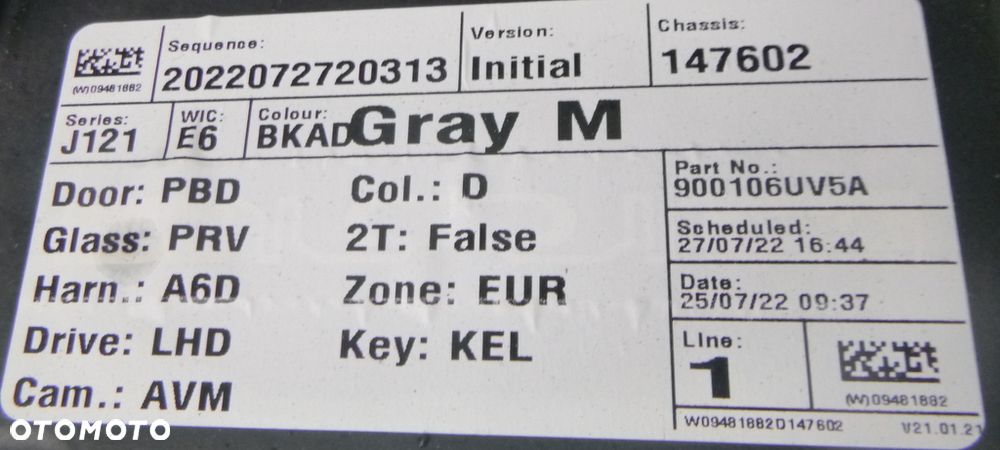 Sequence:
2022072720313
Version:
Initial
Chassis:
147602
(W)09481882
Series:
J121
WIC:
E6
Colour:
BKAD Gray M
Door: PBD
Col.: D
Part No.:
900106UV5A
Glass: PRV
2T: False
Scheduled:
27/07/22 16:44
Harn.: A6D
Zone: EUR
Date:
25/07/22 09:37
Drive: LHD
Key: KEL
Line:
1
(W)09481882
Cam.: AVM
W09481882D147602
V21.01.21
OTOMOTO